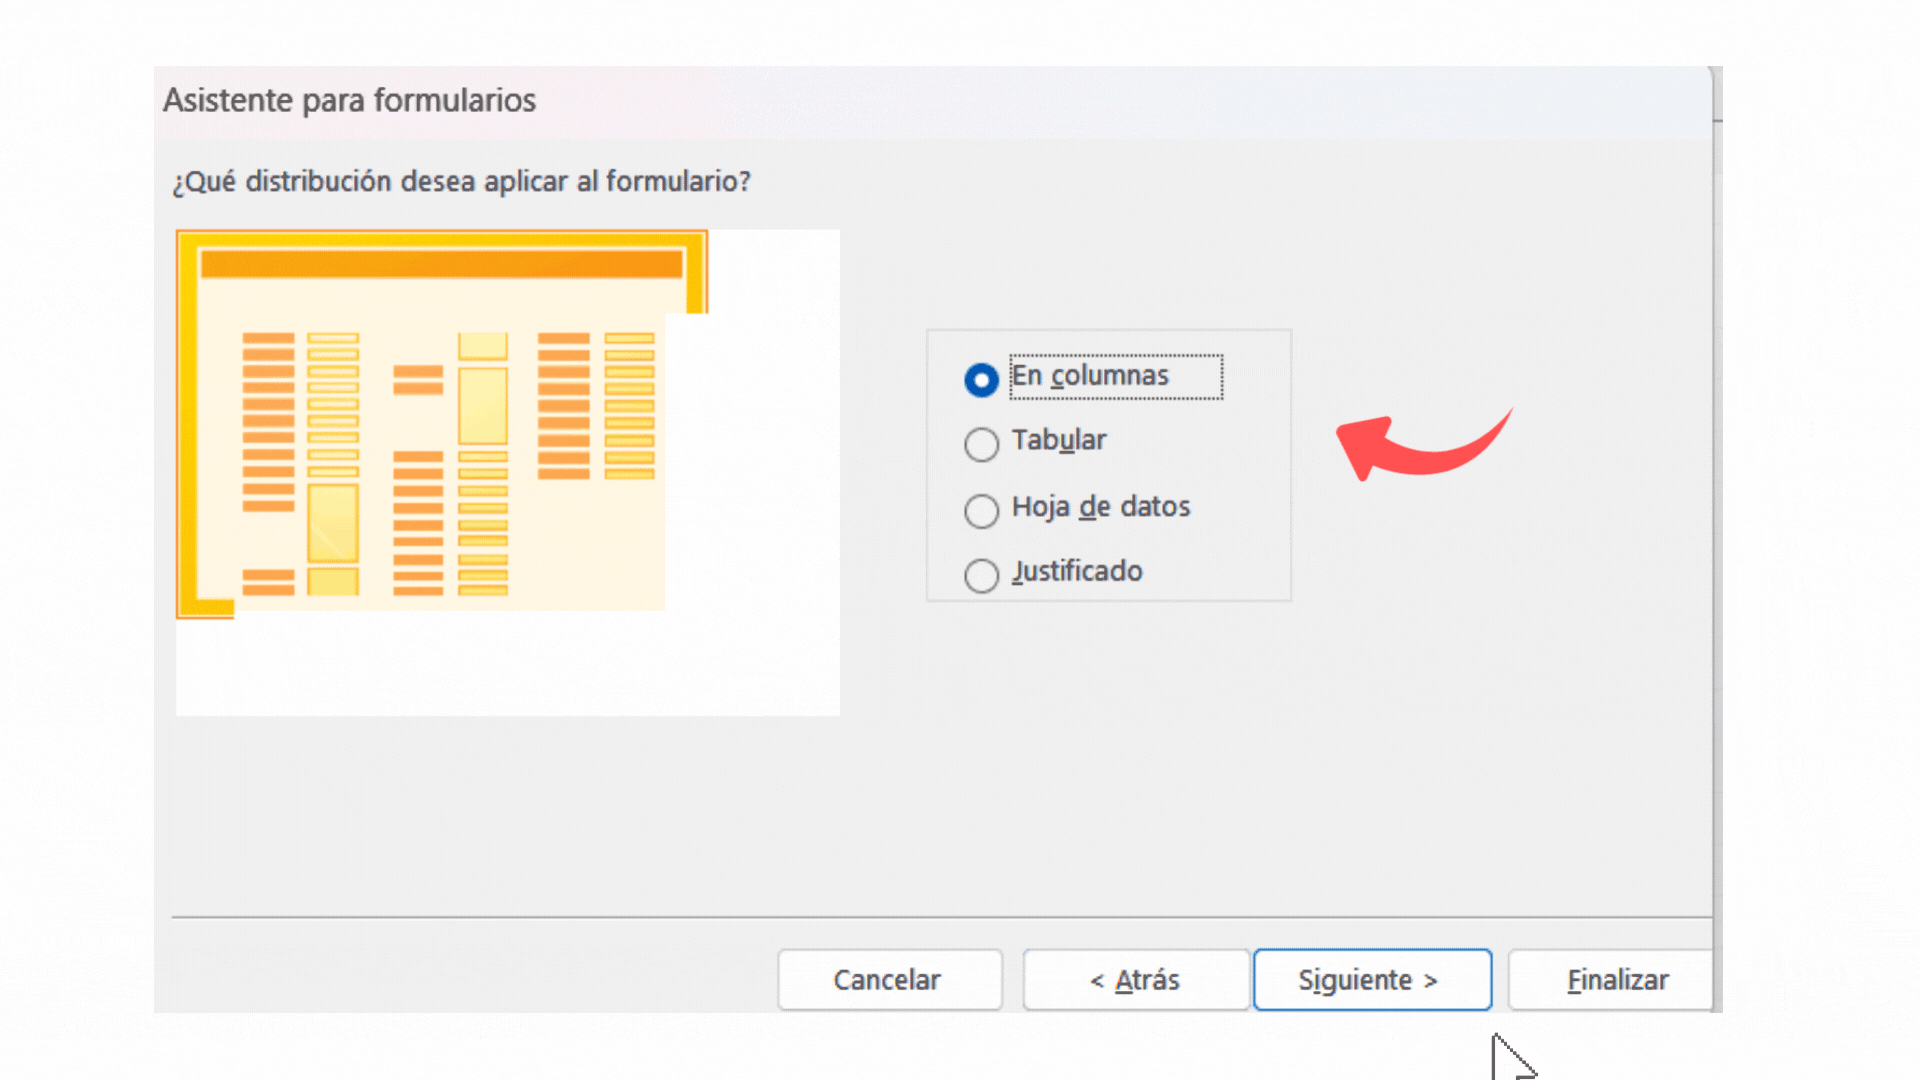 Asistente para formularios
¿Qué distribución desea aplicar al formulario?
En columnas
Tabular
Hoja de datos
Justificado
Cancelar
< Atrás
Siguiente >
Finalizar